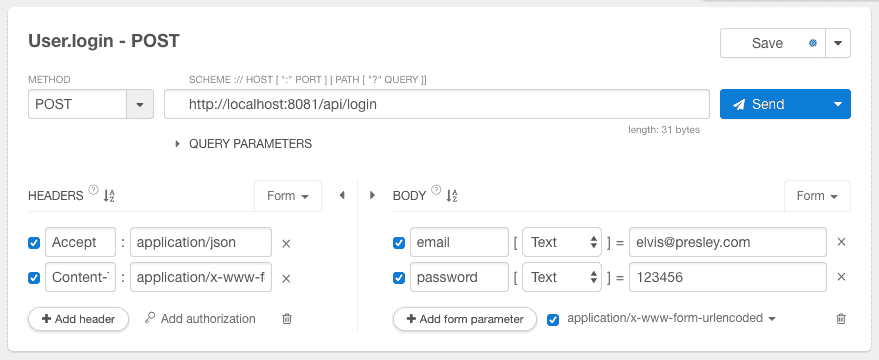 User.login - POST
Save
METHOD
SCHEME :// HOST [ ":" PORT ] [ PATH [ "?" QUERY ]]
POST
http://localhost:8081/api/login
Send
length: 31 bytes
QUERY PARAMETERS
HEADERS ? Form
BODY ? Form
Accept : application/json ×
email [ Text ] = elvis@presley.com ×
Content- : application/x-www-f ×
password [ Text ] = 123456 ×
+ Add header Add authorization
+ Add form parameter application/x-www-form-urlencoded